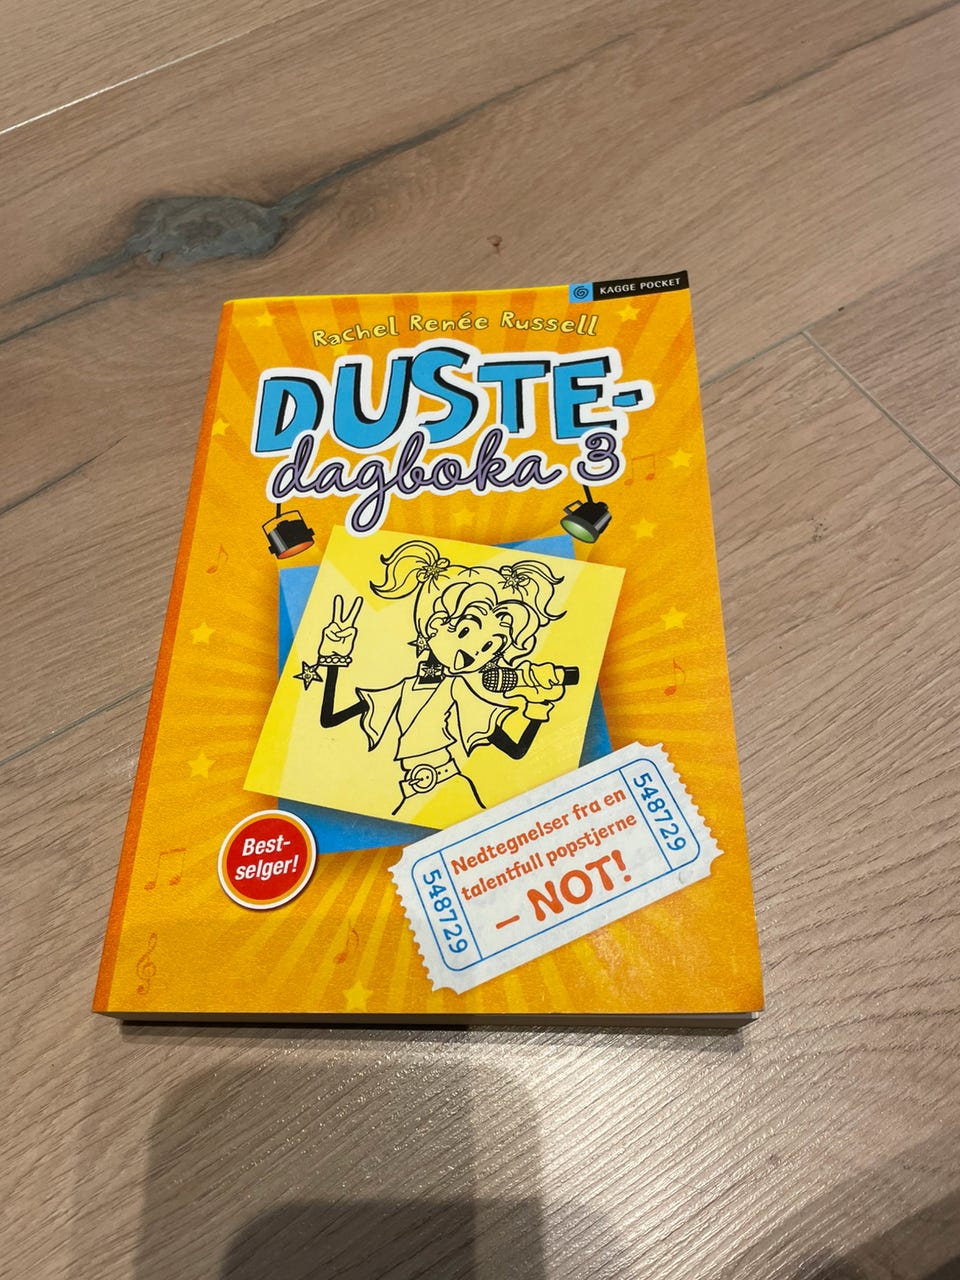 KAGGE POCKET
Rachel Renée Russell
DUSTE-
dagboka 3
Best-
selger!
548729
Nedtegnelser fra en
talentfull popstjerne
– NOT!
548729